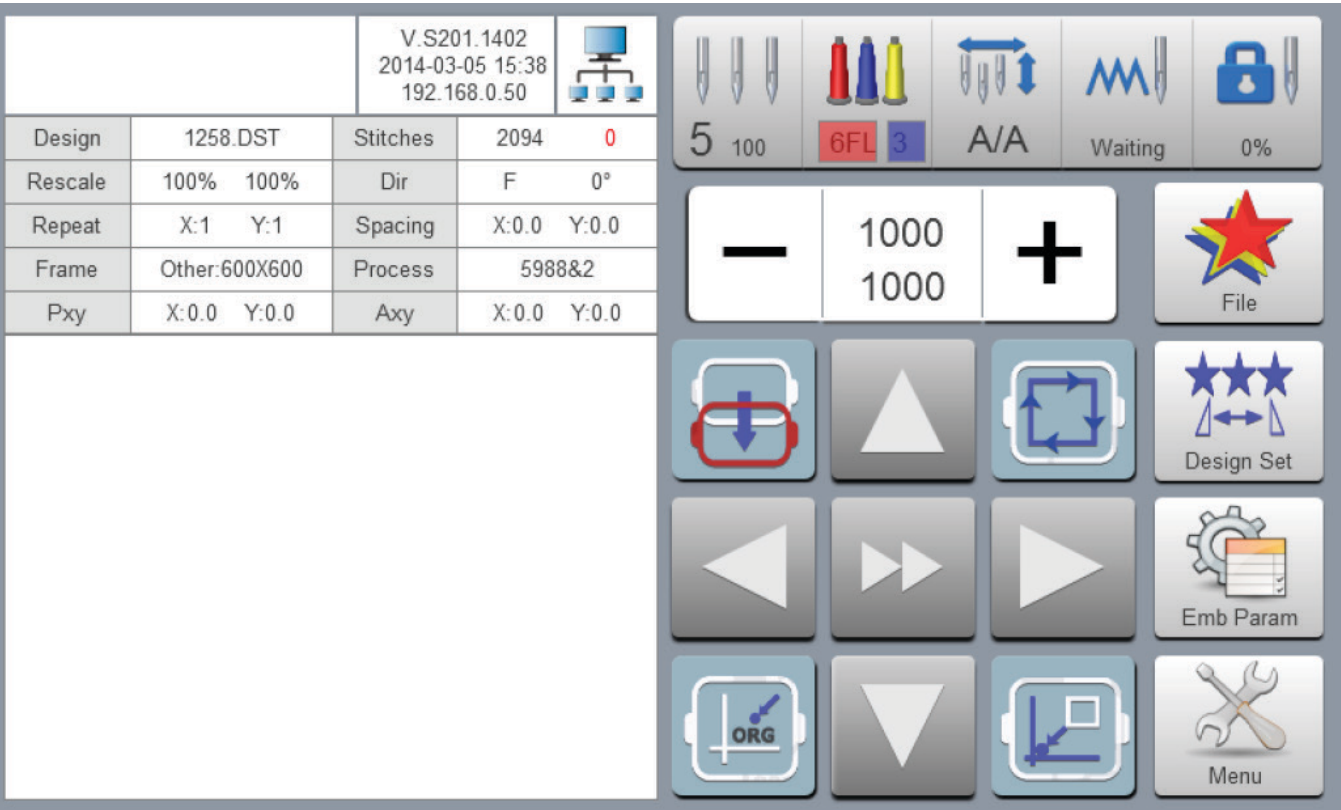 V.S201.1402
2014-03-05 15:38
192.168.0.50
Design 1258.DST Stitches 2094 0
Rescale 100% 100% Dir F 0°
Repeat X:1 Y:1 Spacing X:0.0 Y:0.0
Frame Other:600X600 Process 5988&2
Pxy X:0.0 Y:0.0 Axy X:0.0 Y:0.0
5 100 6FL 3 A/A Waiting 0%
1000
1000
File
Design Set
Emb Param
ORG
Menu